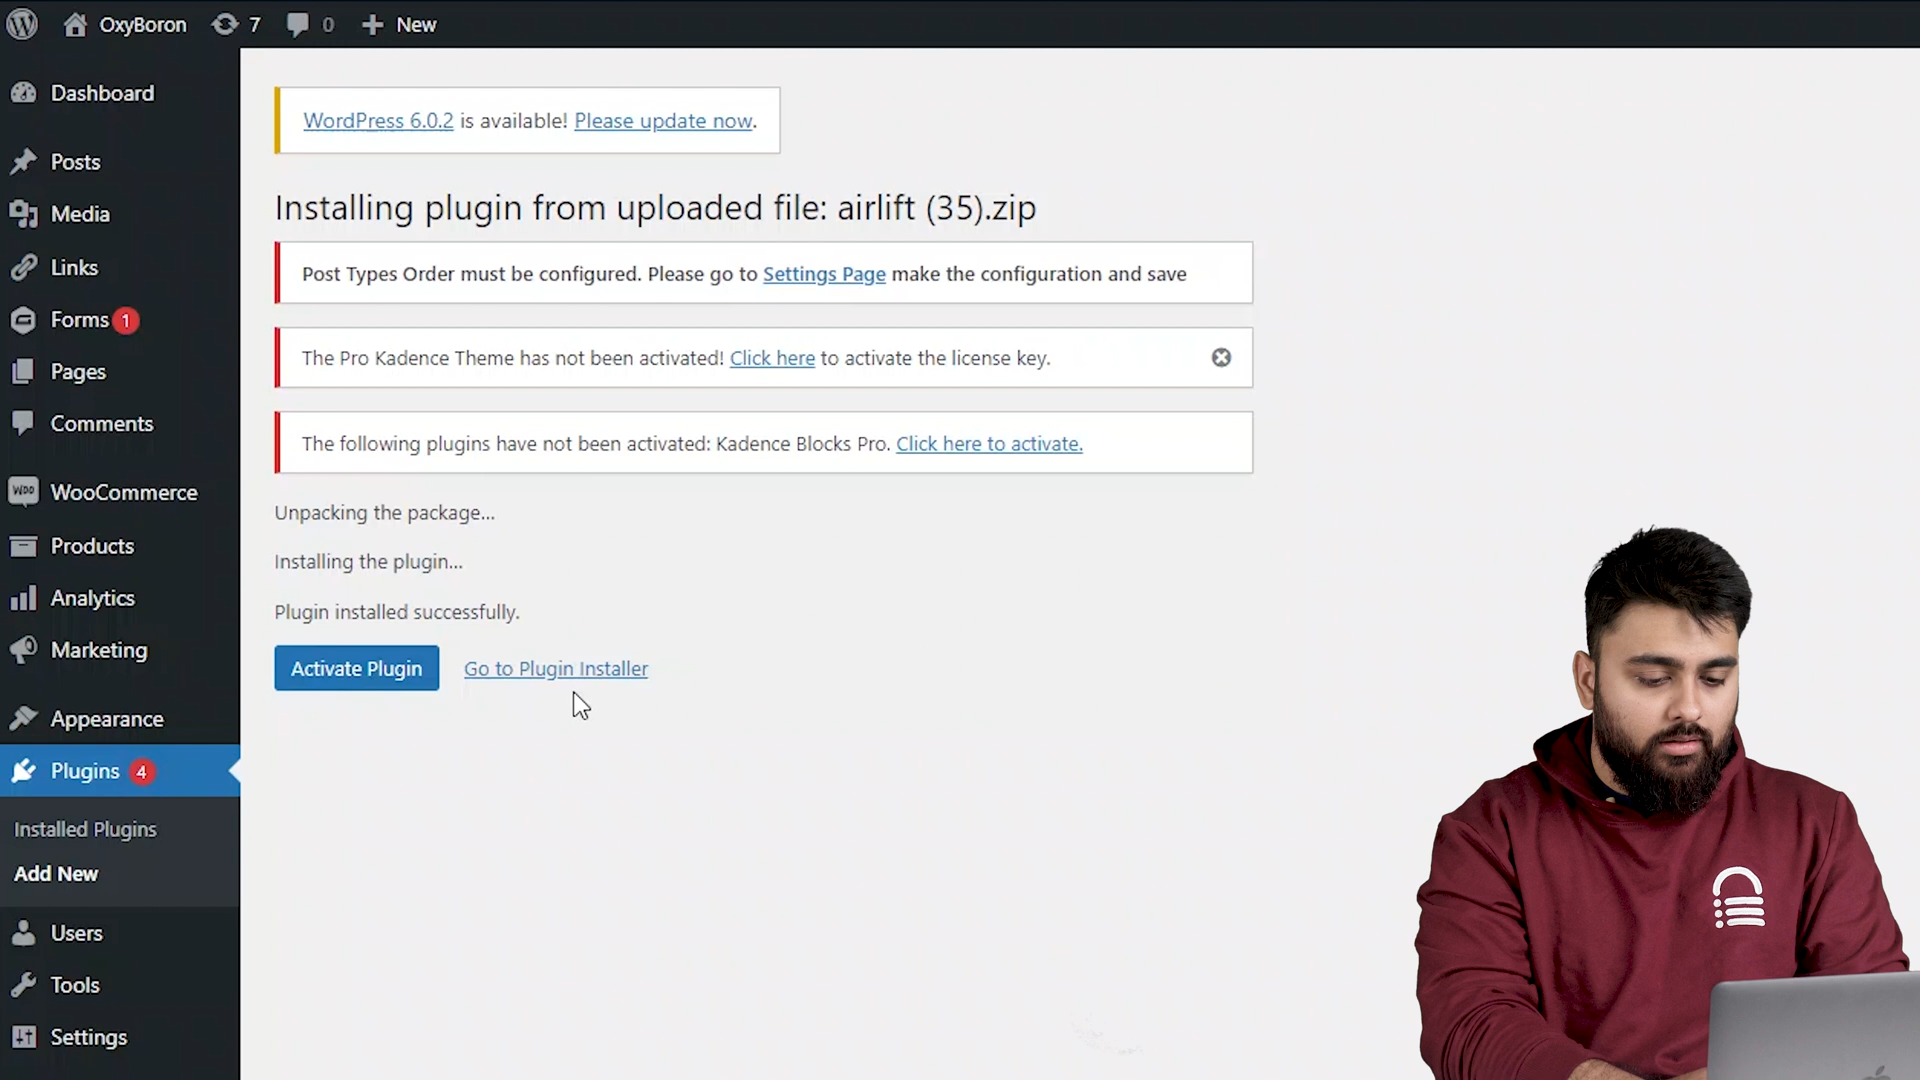 OxyBoron 7 0 New
Dashboard
Posts
Media
Links
Forms 1
Pages
Comments
WooCommerce
Products
Analytics
Marketing
Appearance
Plugins 4
Installed Plugins
Add New
Users
Tools
Settings
WordPress 6.0.2 is available! Please update now.
Installing plugin from uploaded file: airlift (35).zip
Post Types Order must be configured. Please go to Settings Page make the configuration and save
The Pro Kadence Theme has not been activated! Click here to activate the license key.
The following plugins have not been activated: Kadence Blocks Pro. Click here to activate.
Unpacking the package...
Installing the plugin...
Plugin installed successfully.
Activate Plugin Go to Plugin Installer